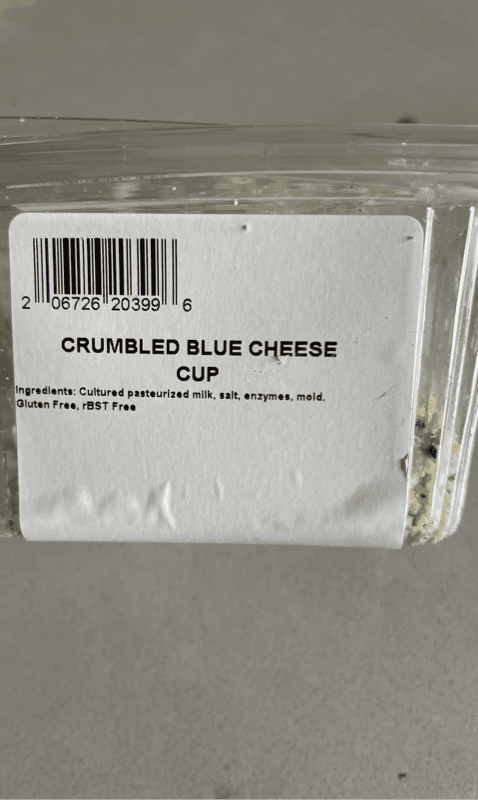 2 06726 20399 6
CRUMBLED BLUE CHEESE
CUP
Ingredients: Cultured pasteurized milk, salt, enzymes, mold.
Gluten Free, rBST Free